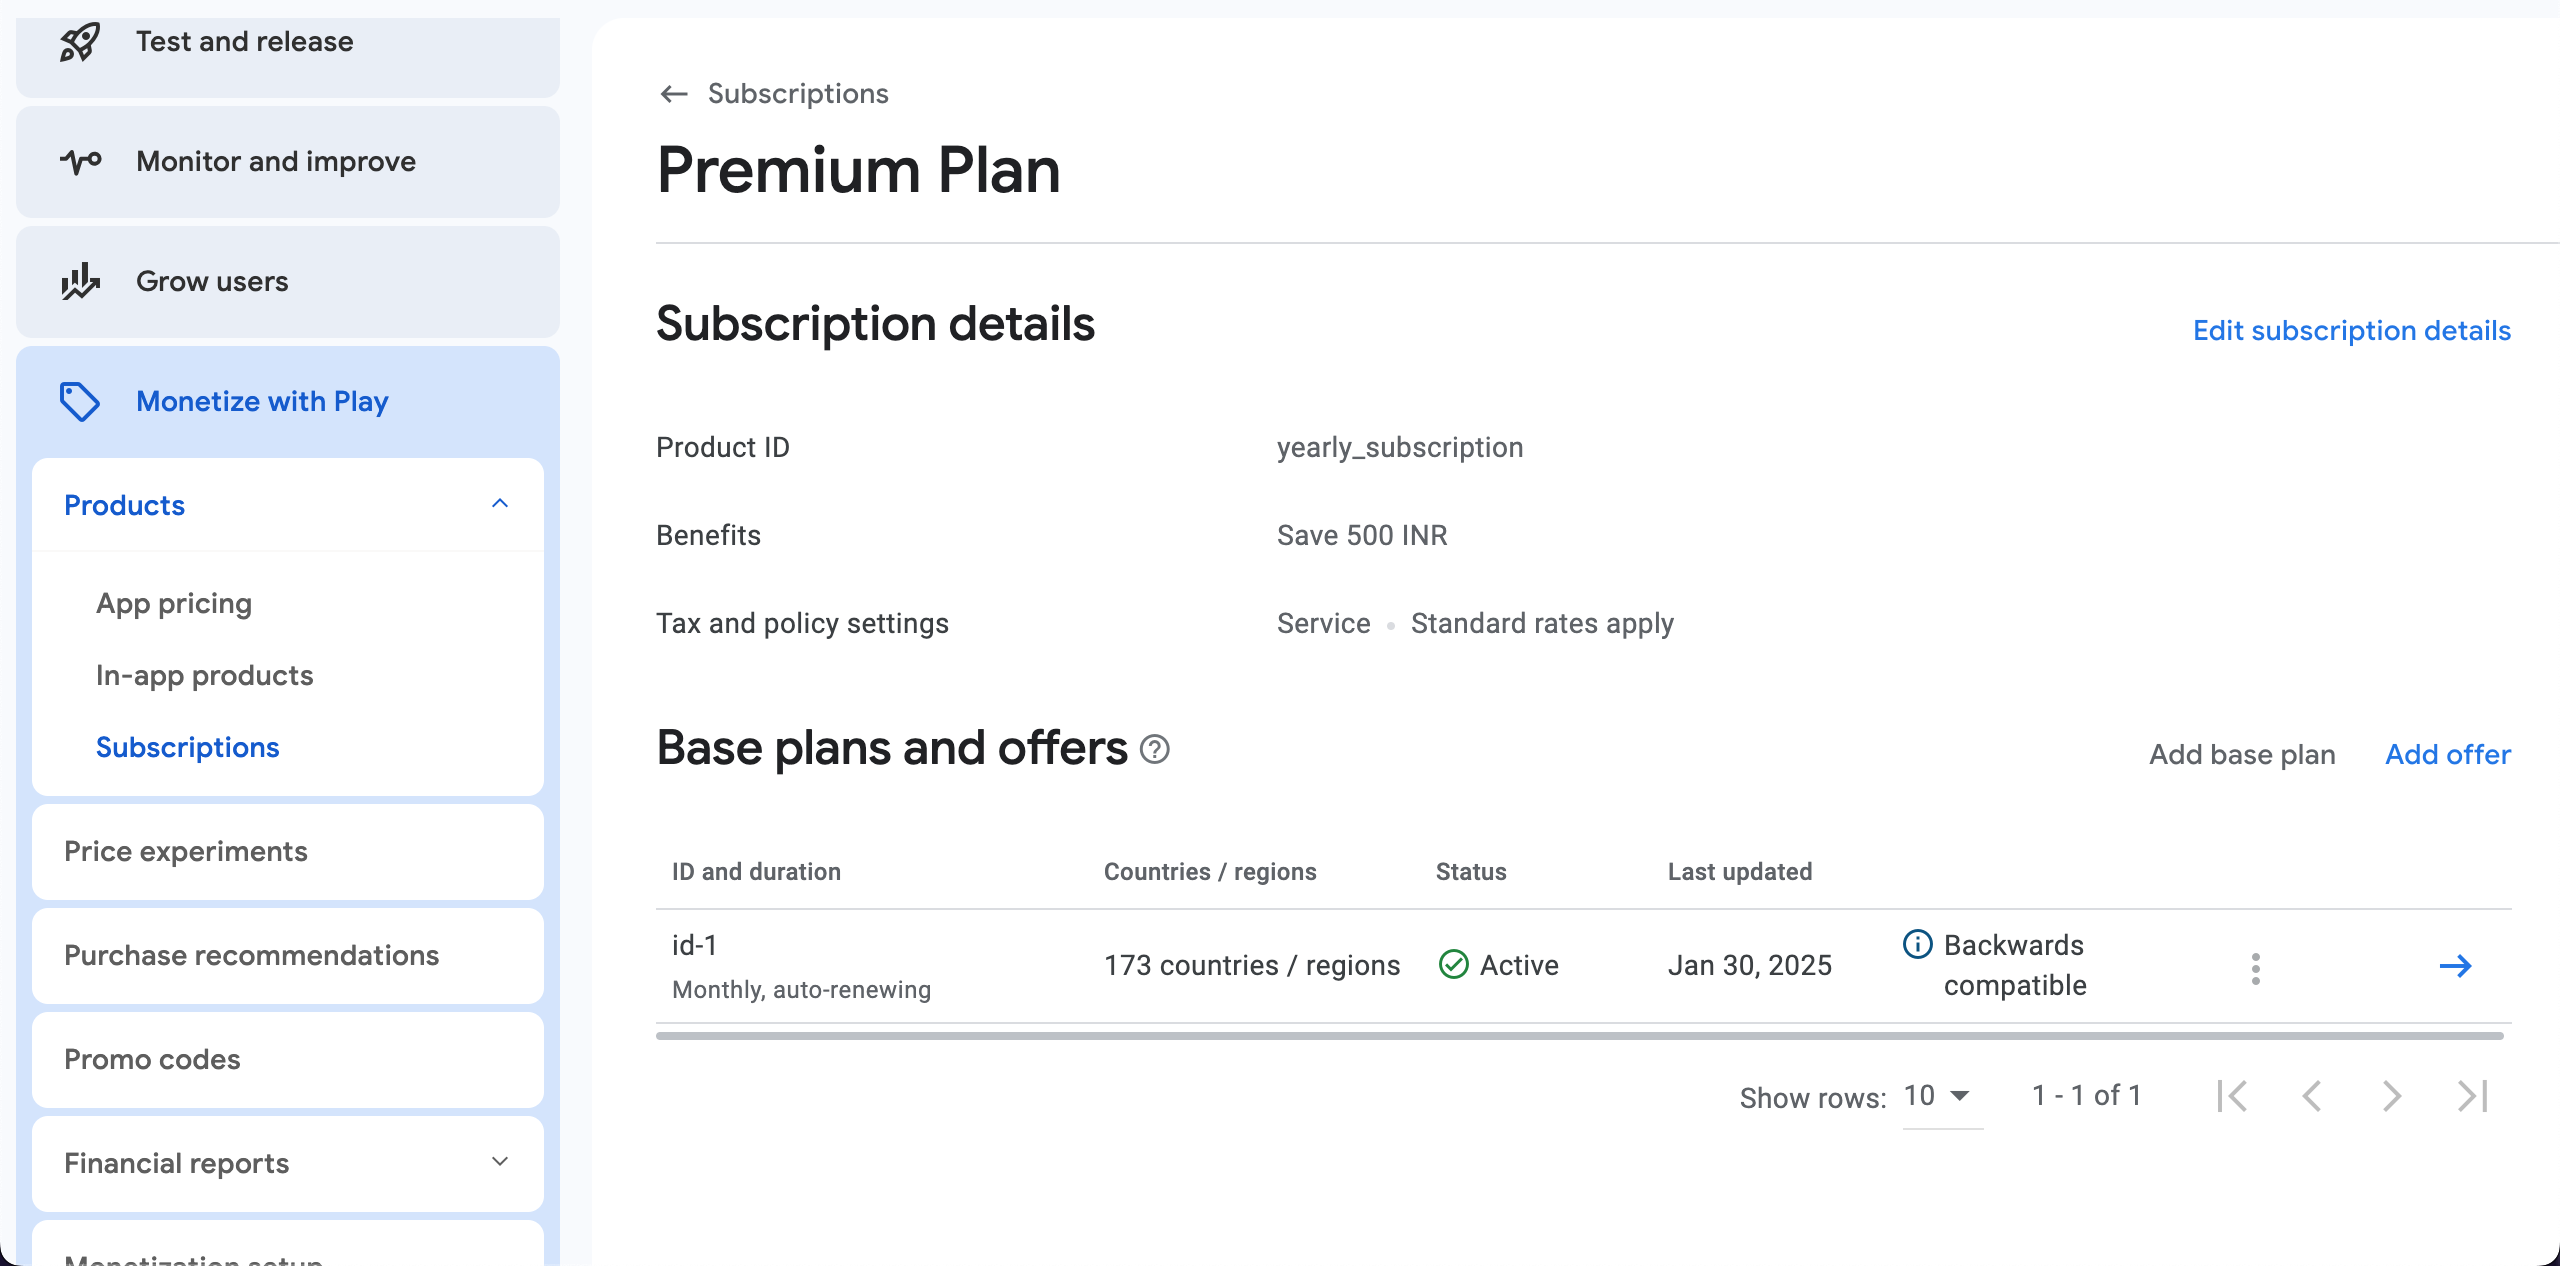 Test and release
Monitor and improve
Grow users
Monetize with Play
Products
App pricing
In-app products
Subscriptions
Price experiments
Purchase recommendations
Promo codes
Financial reports
Monetization setup
Subscriptions
Premium Plan
Subscription details
Edit subscription details
Product ID yearly_subscription
Benefits Save 500 INR
Tax and policy settings Service • Standard rates apply
Base plans and offers
Add base plan Add offer
ID and duration Countries / regions Status Last updated
id-1
Monthly, auto-renewing
173 countries / regions
Active
Jan 30, 2025
Backwards
compatible
Show rows: 10 1 - 1 of 1